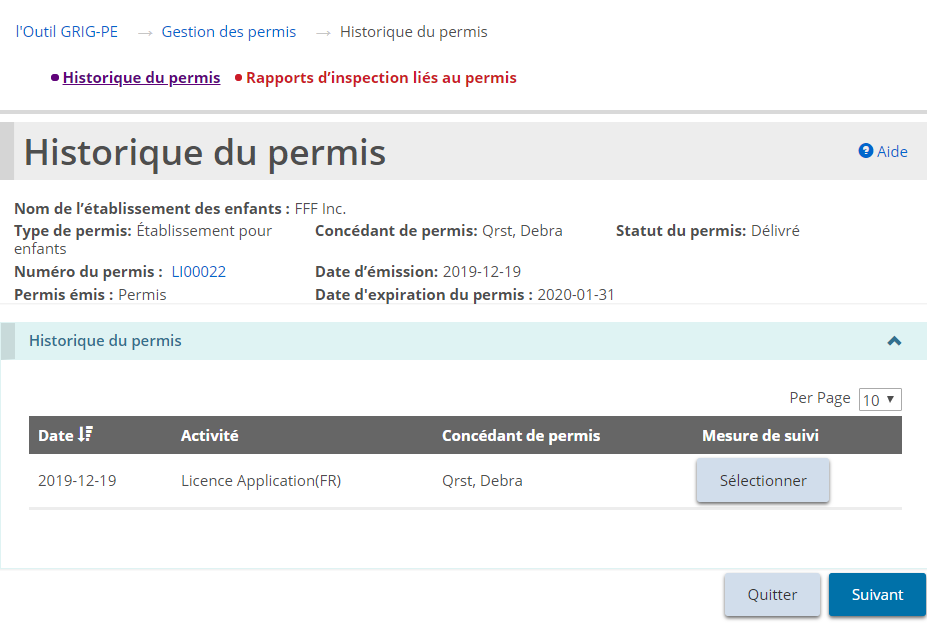 l'Outil GRIG-PE → Gestion des permis → Historique du permis
• Historique du permis • Rapports d’inspection liés au permis
Historique du permis
Aide
Nom de l’établissement des enfants : FFF Inc.
Type de permis: Établissement pour enfants Concédant de permis: Qrst, Debra Statut du permis: Délivré
Numéro du permis : LI00022 Date d’émission: 2019-12-19
Permis émis : Permis Date d'expiration du permis : 2020-01-31
Historique du permis
Per Page 10
Date Activité Concédant de permis Mesure de suivi
2019-12-19 Licence Application(FR) Qrst, Debra Sélectionner
Quitter Suivant